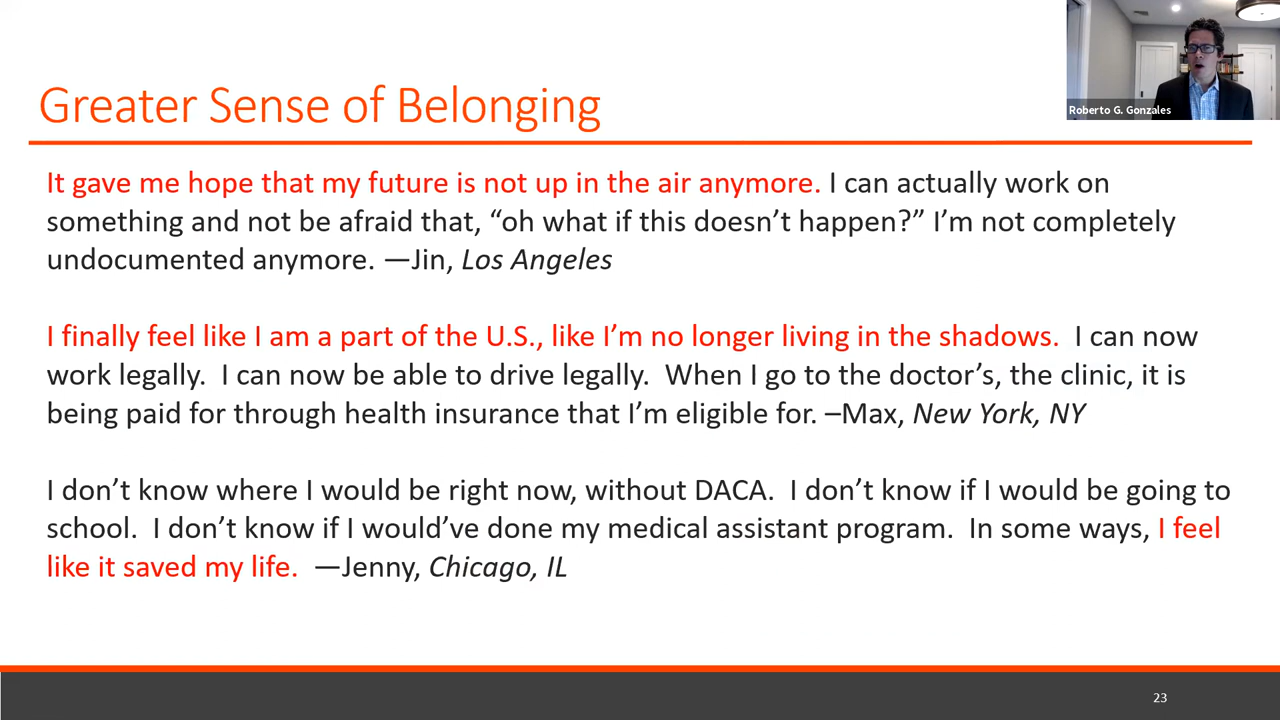 Roberto G. Gonzales
Greater Sense of Belonging
It gave me hope that my future is not up in the air anymore. I can actually work on
something and not be afraid that, “oh what if this doesn’t happen?” I’m not completely
undocumented anymore. —Jin, Los Angeles
I finally feel like I am a part of the U.S., like I’m no longer living in the shadows.  I can now
work legally.  I can now be able to drive legally.  When I go to the doctor’s, the clinic, it is
being paid for through health insurance that I’m eligible for. –Max, New York, NY
I don’t know where I would be right now, without DACA.  I don’t know if I would be going to
school.  I don’t know if I would’ve done my medical assistant program.  In some ways, I feel
like it saved my life.  —Jenny, Chicago, IL
23